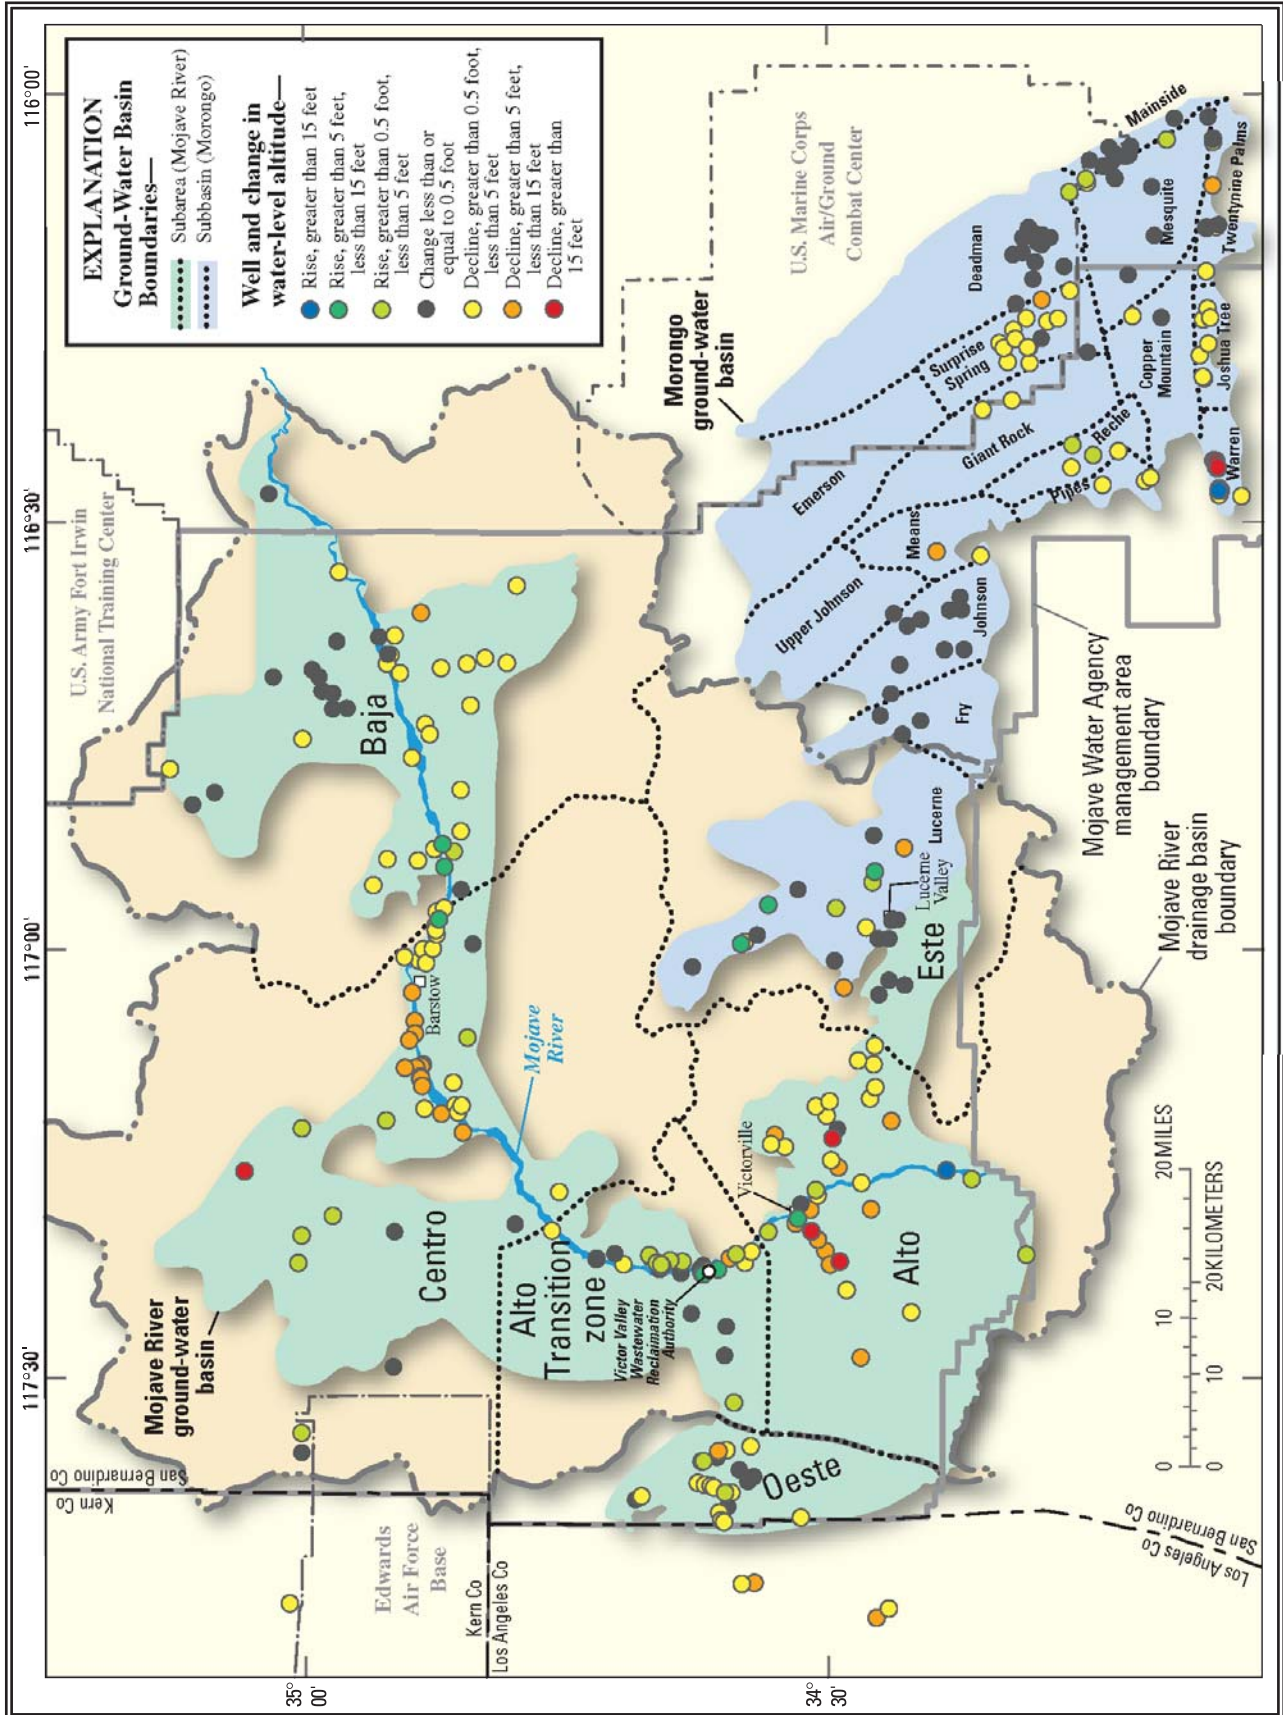 EXPLANATION
Ground-Water Basin
Boundaries—
Subarea (Mojave River)
Subbasin (Morongo)
Well and change in
water-level altitude—
Rise, greater than 15 feet
Rise, greater than 5 feet,
less than 15 feet
Rise, greater than 0.5 foot,
less than 5 feet
Change less than or
equal to 0.5 foot
Decline, greater than 0.5 foot,
less than 5 feet
Decline, greater than 5 feet,
less than 15 feet
Decline, greater than
15 feet
117°30'
117°00'
116°30'
116°00'
35°
00'
34°
30'
Kern Co
San Bernardino Co
Edwards
Air Force
Base
Kern Co
Los Angeles Co
Los Angeles Co
San Bernardino Co
U.S. Army Fort Irwin
National Training Center
U.S. Marine Corps
Air/Ground
Combat Center
Mojave River
ground-water
basin
Centro
Baja
Barstow
Mojave
River
Alto
Transition
zone
Victor Valley
Wastewater
Reclaimation
Authority
Victorville
Oeste
Alto
Este
Lucerne
Valley
Lucerne
Morongo
ground-water
basin
Fry
Johnson
Upper Johnson
Means
Emerson
Pipes
Reche
Giant Rock
Surprise
Spring
Deadman
Copper
Mountain
Warren
Joshua Tree
Mesquite
Mainside
Twentynine Palms
Mojave Water Agency
management area
boundary
Mojave River
drainage basin
boundary
0 10 20 MILES
0 10 20 KILOMETERS